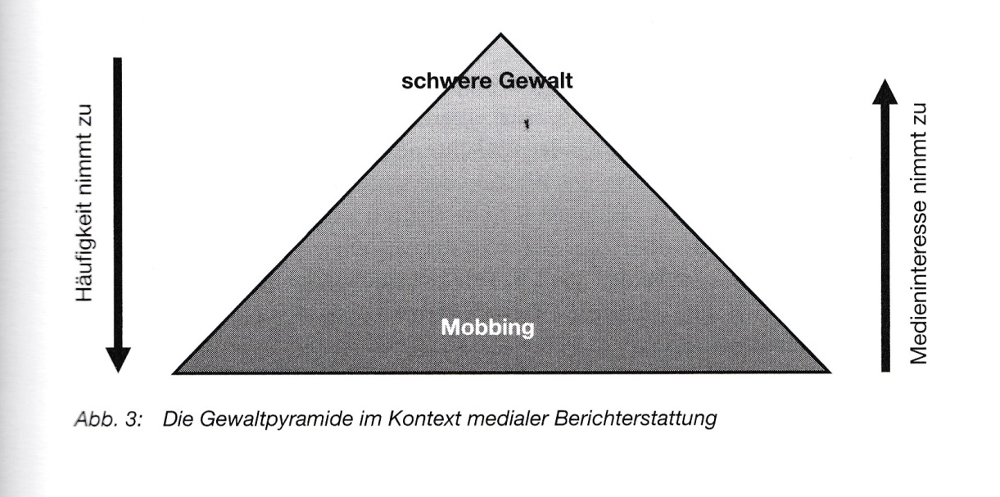 schwere Gewalt
Häufigkeit nimmt zu
Medieninteresse nimmt zu
Mobbing
Abb. 3: Die Gewaltpyramide im Kontext medialer Berichterstattung